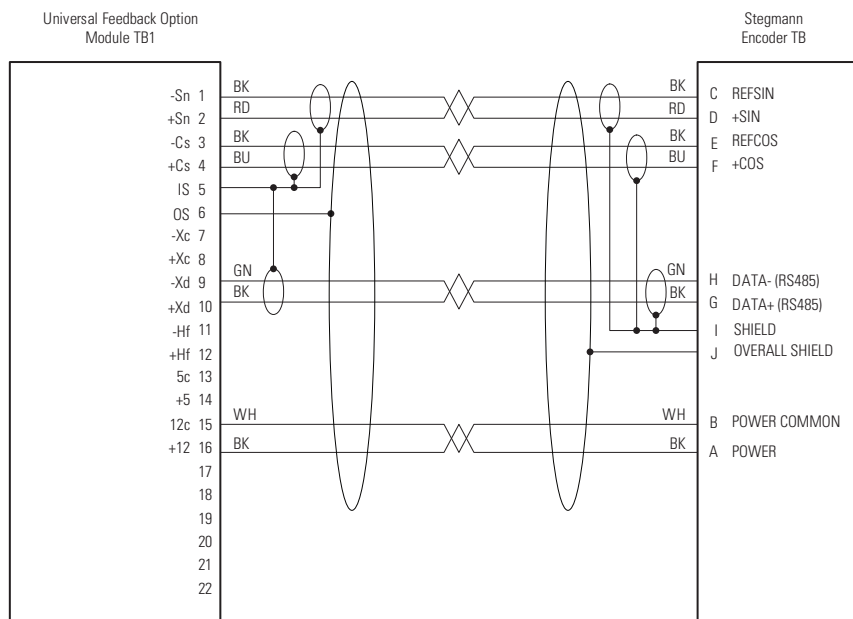 Universal Feedback Option
Module TB1
Stegmann
Encoder TB
-Sn 1 BK BK C REFSIN
+Sn 2 RD RD D +SIN
-Cs 3 BK BK E REFCOS
+Cs 4 BU BU F +COS
IS 5
OS 6
-Xc 7
+Xc 8
-Xd 9 GN GN H DATA- (RS485)
+Xd 10 BK BK G DATA+ (RS485)
-Hf 11 I SHIELD
+Hf 12 J OVERALL SHIELD
5c 13
+5 14
12c 15 WH WH B POWER COMMON
+12 16 BK BK A POWER
17
18
19
20
21
22